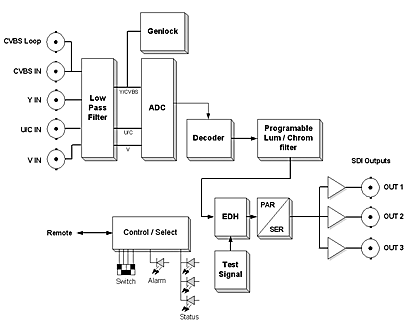 CVBS Loop
Genlock
CVBS IN
Y/CVBS
Y IN
Low
Pass
Filter
ADC
U/C IN
U/C
V IN
V
Decoder
Programable
Lum / Chrom
filter
SDI Outputs
OUT 1
EDH
PAR
SER
OUT 2
OUT 3
Remote
Control / Select
Test
Signal
Switch
Alarm
Status